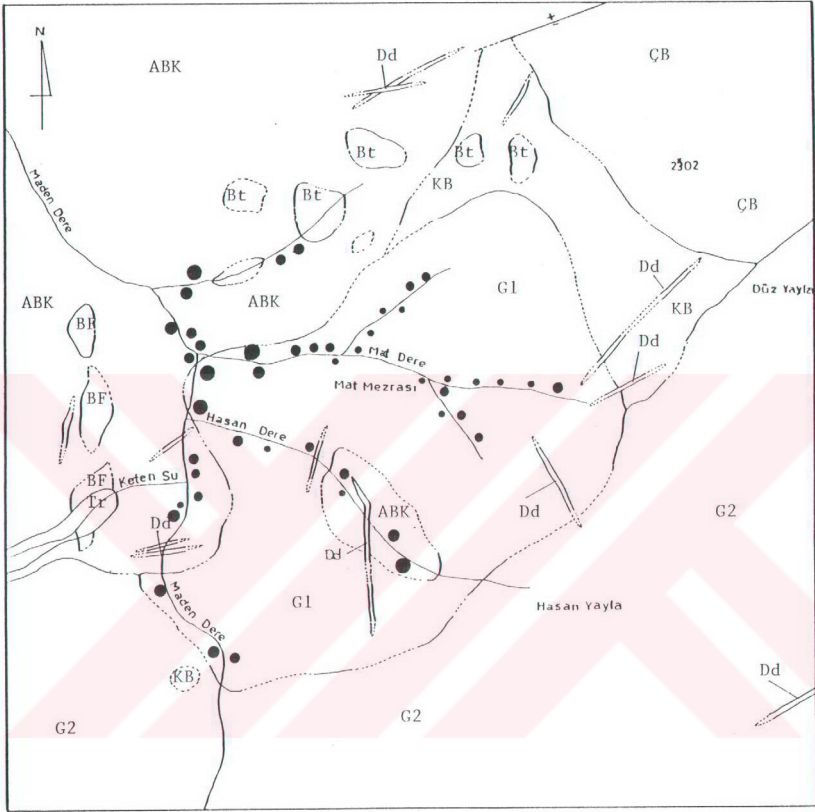 N
ABK
Dd
ÇB
Maden Dere
Bt
Bt
Bt
2302
Bt
Bt
KB
ÇB
ABK
ABK
G1
Dd
KB
Düz Yayla
BF
Dd
Mat Dere
Mat Mezrası
BF
Hasan Dere
BF
Keten Su
Tr
ABK
Dd
G2
Dd
Dd
G1
Maden Dere
Hasan Yayla
KB
Dd
G2
G2